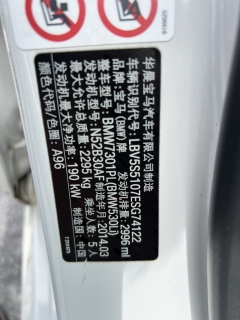 华晨宝马汽车有限公司制造
车辆识别代号: LBV5S5107ESG74122
品牌: 宝马 (BMW)牌 发动机排量: 2996 ml
整车型号: BMW7301PL(BMW530Li)
发动机型号: N52B30AF 制造年月: 2014.03
最大允许总质量: 2295 kg 乘坐人数: 5 人
发动机最大净功率: 190 kW 制造国: 中国
颜色代号: A96